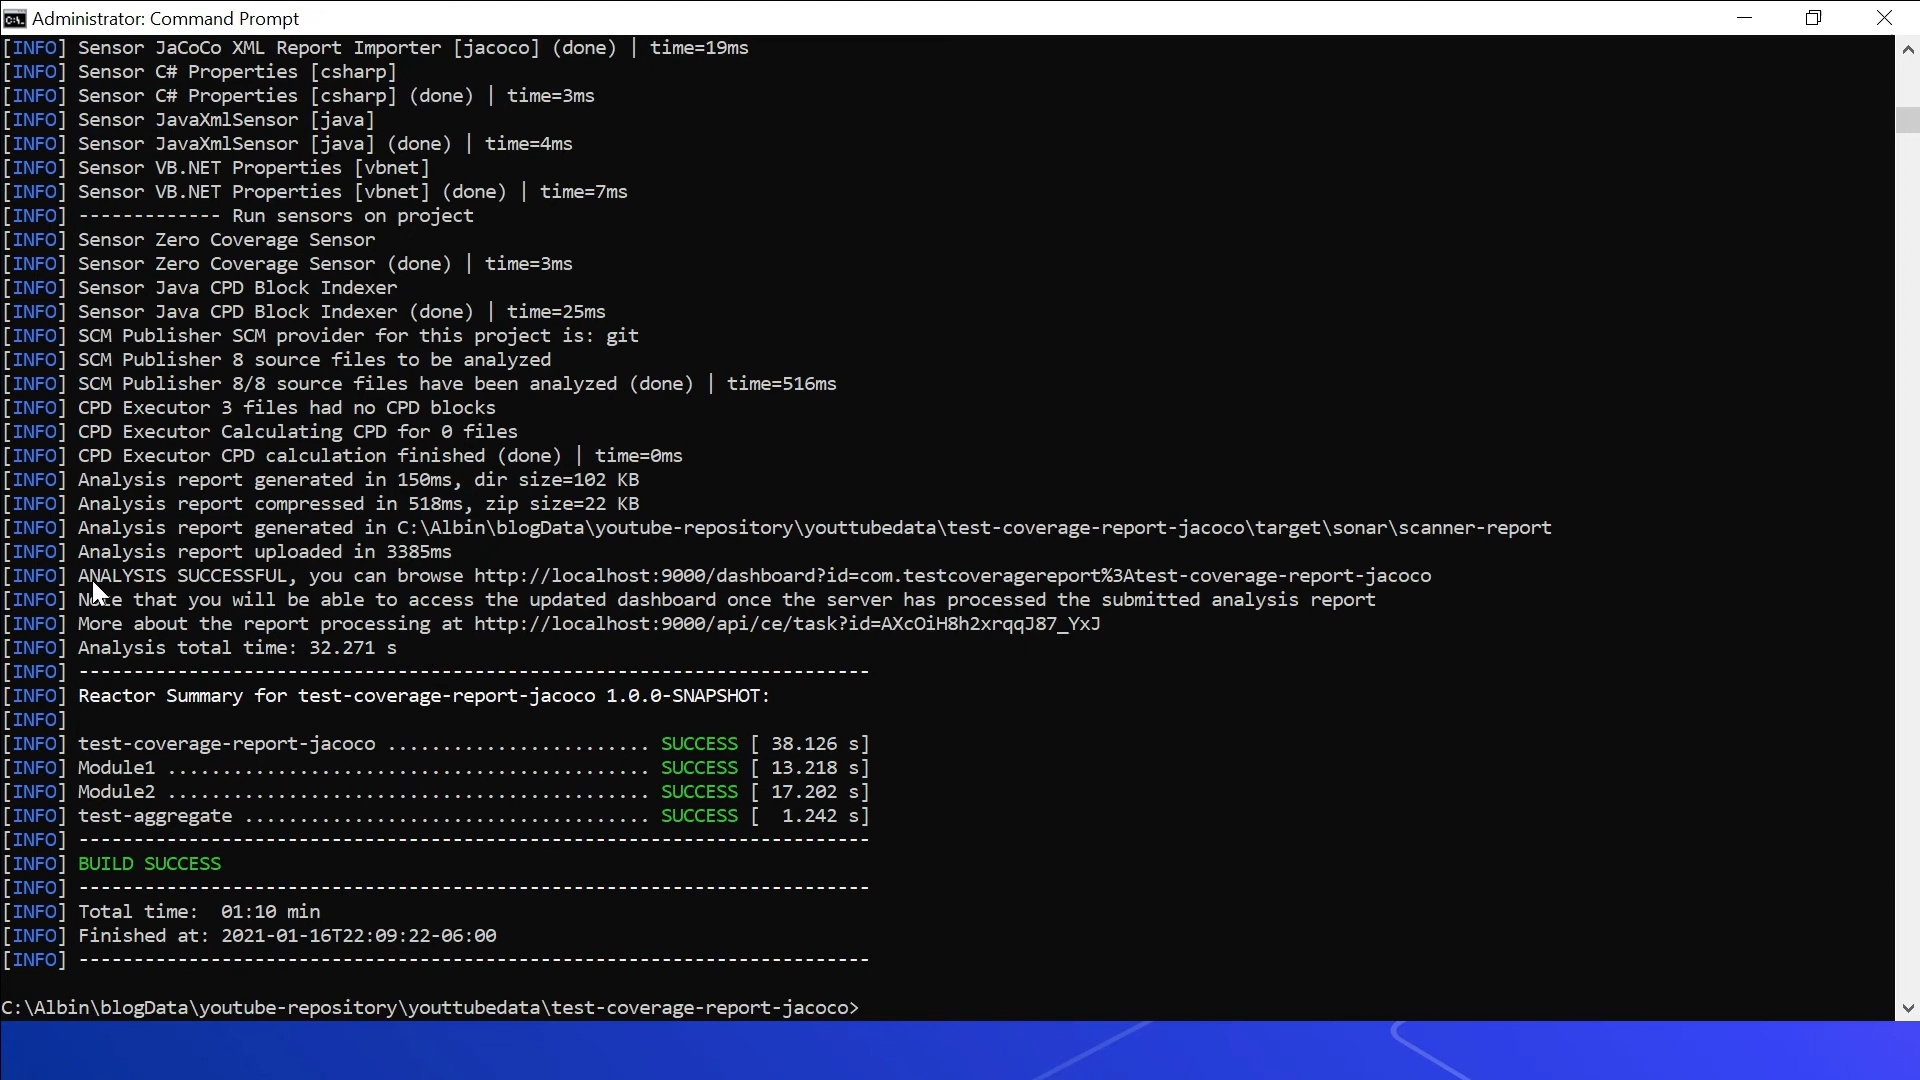 Administrator: Command Prompt
[INFO] Sensor JaCoCo XML Report Importer [jacoco] (done) | time=19ms
[INFO] Sensor C# Properties [csharp]
[INFO] Sensor C# Properties [csharp] (done) | time=3ms
[INFO] Sensor JavaXmlSensor [java]
[INFO] Sensor JavaXmlSensor [java] (done) | time=4ms
[INFO] Sensor VB.NET Properties [vbnet]
[INFO] Sensor VB.NET Properties [vbnet] (done) | time=7ms
[INFO] ------------- Run sensors on project
[INFO] Sensor Zero Coverage Sensor
[INFO] Sensor Zero Coverage Sensor (done) | time=3ms
[INFO] Sensor Java CPD Block Indexer
[INFO] Sensor Java CPD Block Indexer (done) | time=25ms
[INFO] SCM Publisher SCM provider for this project is: git
[INFO] SCM Publisher 8 source files to be analyzed
[INFO] SCM Publisher 8/8 source files have been analyzed (done) | time=516ms
[INFO] CPD Executor 3 files had no CPD blocks
[INFO] CPD Executor Calculating CPD for 0 files
[INFO] CPD Executor CPD calculation finished (done) | time=0ms
[INFO] Analysis report generated in 150ms, dir size=102 KB
[INFO] Analysis report compressed in 518ms, zip size=22 KB
[INFO] Analysis report generated in C:\Albin\blogData\youtube-repository\youttubedata\test-coverage-report-jacoco\target\sonar\scanner-report
[INFO] Analysis report uploaded in 3385ms
[INFO] ANALYSIS SUCCESSFUL, you can browse http://localhost:9000/dashboard?id=com.testcoveragereport%3Atest-coverage-report-jacoco
[INFO] Note that you will be able to access the updated dashboard once the server has processed the submitted analysis report
[INFO] More about the report processing at http://localhost:9000/api/ce/task?id=AXcOiH8h2xrqqJ87_YxJ
[INFO] Analysis total time: 32.271 s
[INFO] ------------------------------------------------------------------------
[INFO] Reactor Summary for test-coverage-report-jacoco 1.0.0-SNAPSHOT:
[INFO]
[INFO] test-coverage-report-jacoco ........................ SUCCESS [ 38.126 s]
[INFO] Module1 ............................................ SUCCESS [ 13.218 s]
[INFO] Module2 ............................................ SUCCESS [ 17.202 s]
[INFO] test-aggregate ..................................... SUCCESS [  1.242 s]
[INFO] ------------------------------------------------------------------------
[INFO] BUILD SUCCESS
[INFO] ------------------------------------------------------------------------
[INFO] Total time:  01:10 min
[INFO] Finished at: 2021-01-16T22:09:22-06:00
[INFO] ------------------------------------------------------------------------
C:\Albin\blogData\youtube-repository\youttubedata\test-coverage-report-jacoco>